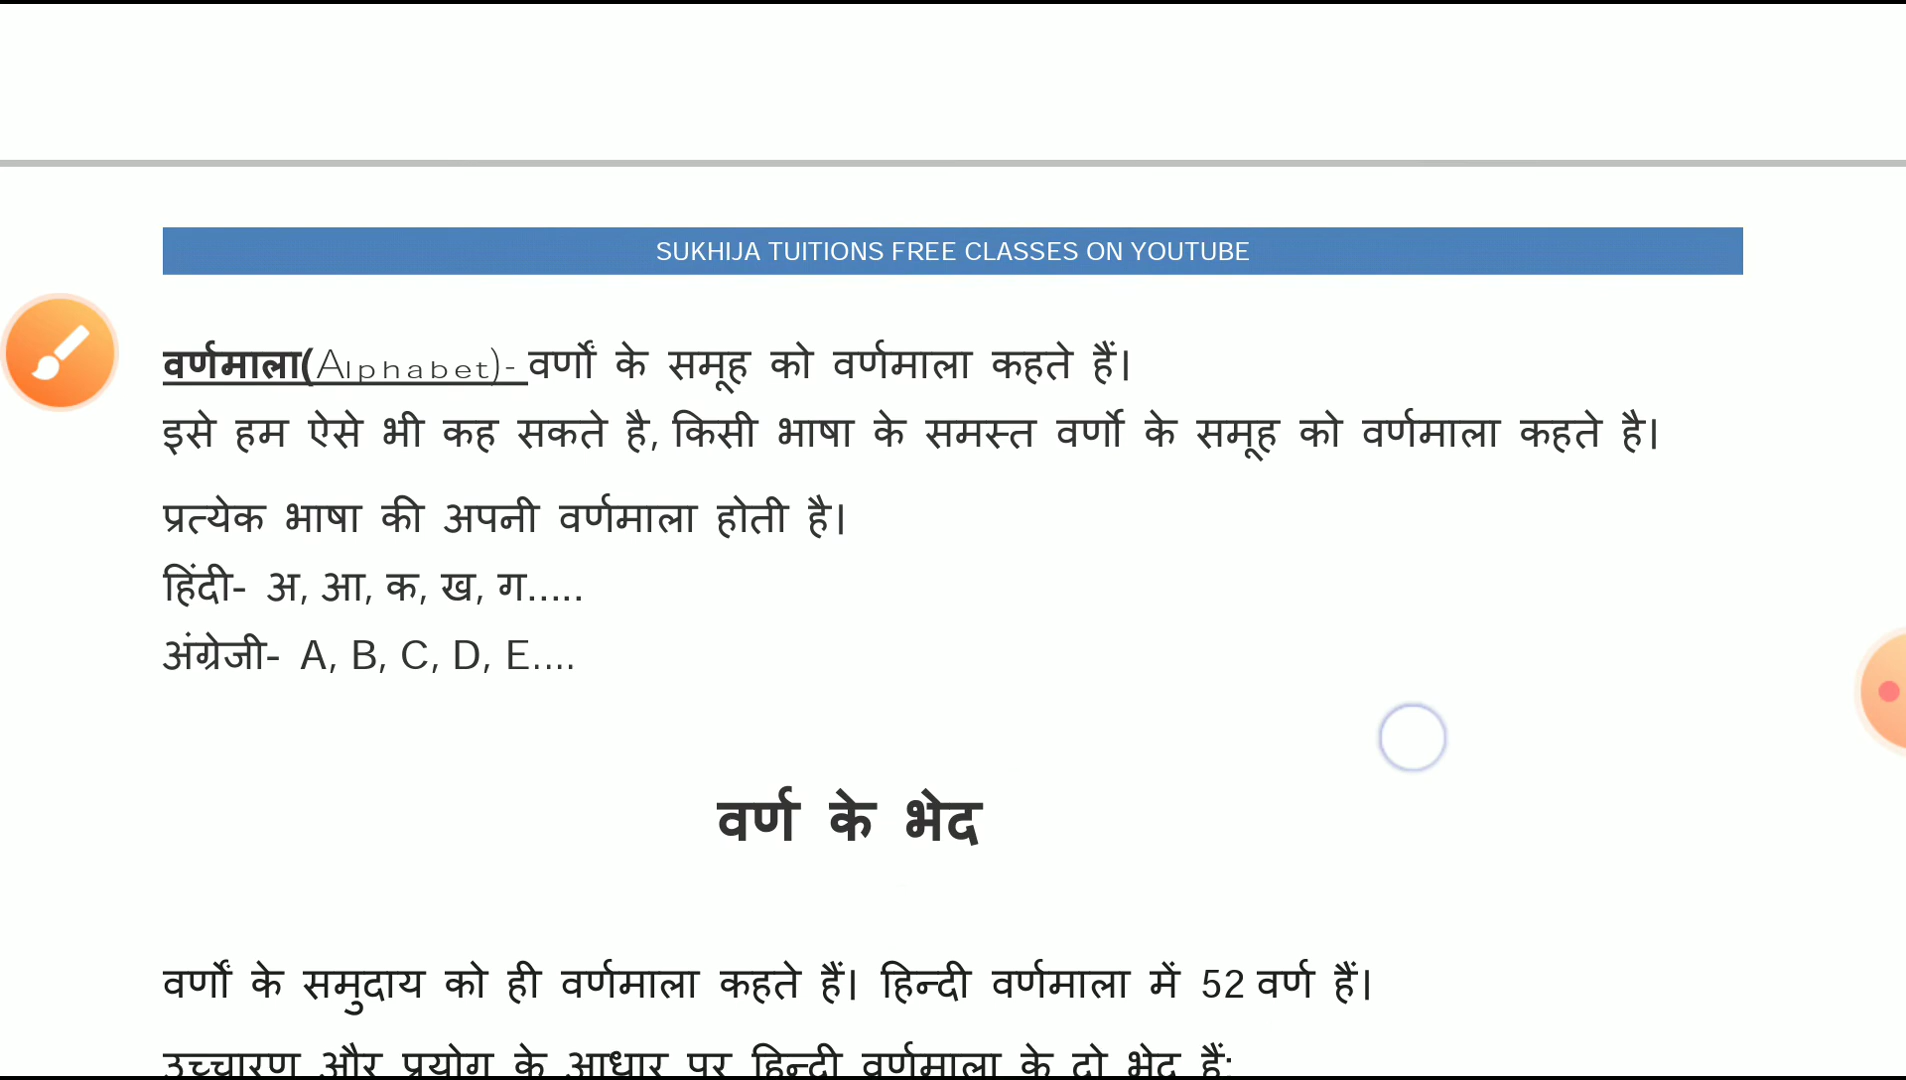 SUKHIJA TUITIONS FREE CLASSES ON YOUTUBE
वर्णमाला(Alphabet)- वर्णों के समूह को वर्णमाला कहते हैं।
इसे हम ऐसे भी कह सकते है, किसी भाषा के समस्त वर्णो के समूह को वर्णमाला कहते है।
प्रत्येक भाषा की अपनी वर्णमाला होती है।
हिंदी- अ, आ, क, ख, ग.....
अंग्रेजी- A, B, C, D, E....
वर्ण के भेद
वर्णों के समुदाय को ही वर्णमाला कहते हैं। हिन्दी वर्णमाला में 52 वर्ण हैं।
उच्चारण और प्रयोग के आधार पर हिन्दी वर्णमाला के दो भेद हैं: